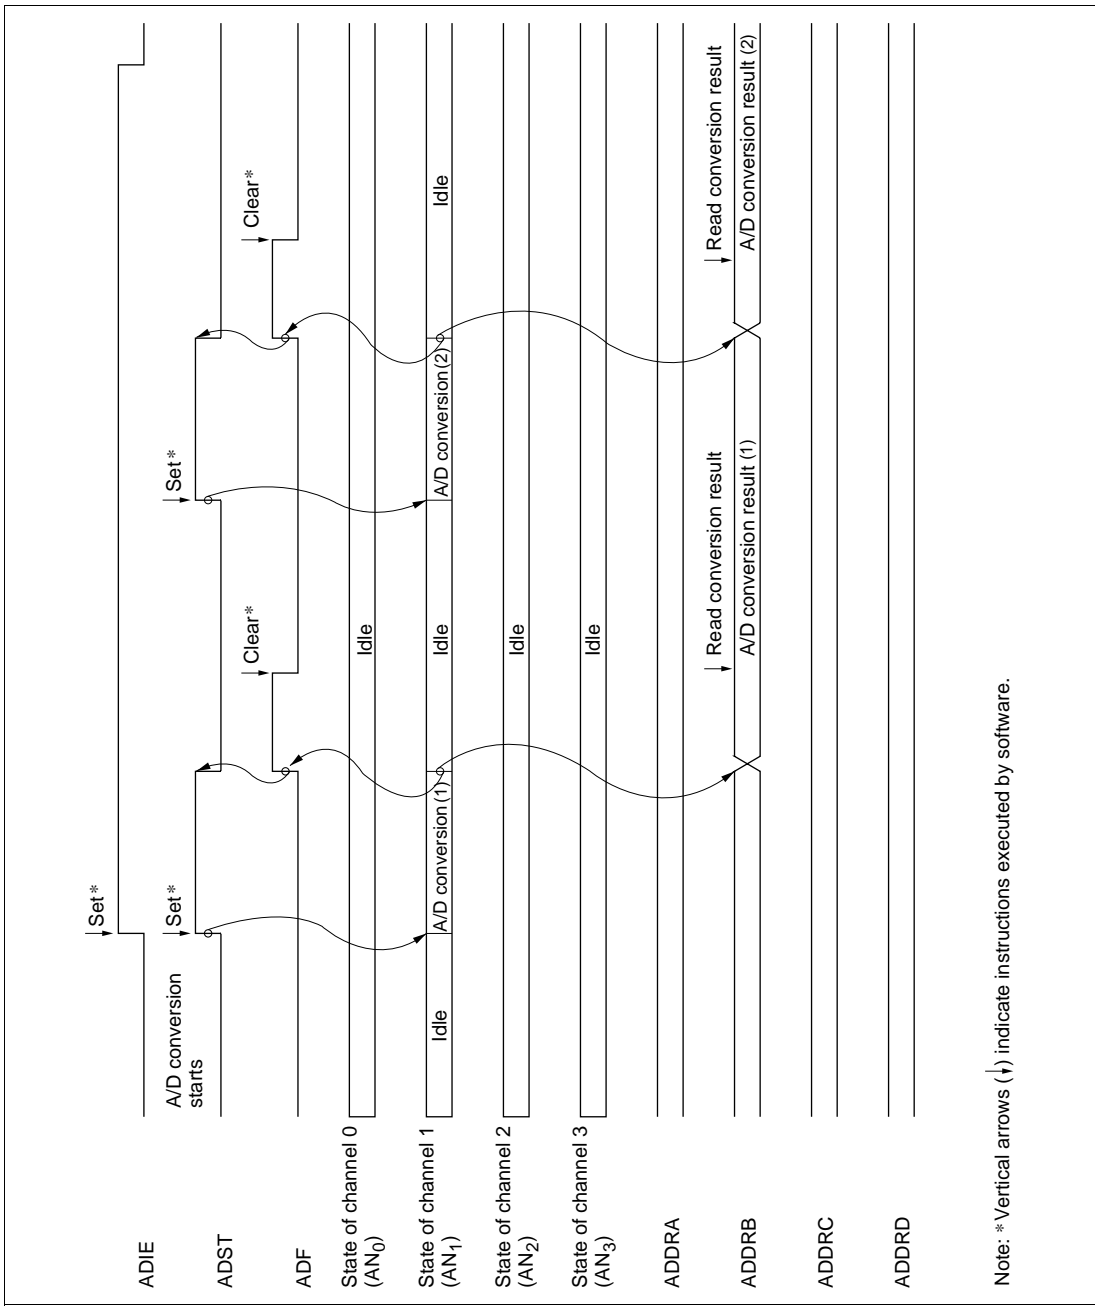 ADIE
Set*
ADST
A/D conversion
starts
Set*
Set*
ADF
Clear*
Clear*
State of channel 0
(AN0)
Idle
State of channel 1
(AN1)
Idle
A/D conversion (1)
Idle
A/D conversion (2)
Idle
State of channel 2
(AN2)
Idle
State of channel 3
(AN3)
Idle
ADDRA
ADDRB
Read conversion result
A/D conversion result (1)
Read conversion result
A/D conversion result (2)
ADDRC
ADDRD
Note: * Vertical arrows (↓) indicate instructions executed by software.